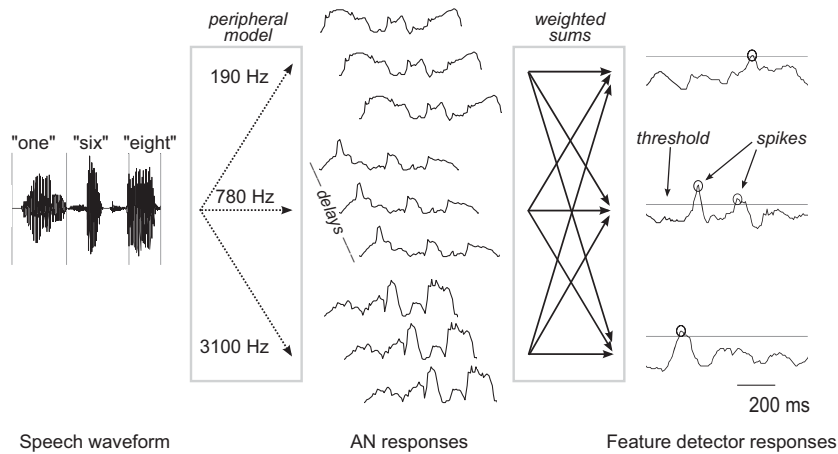 peripheral
model
weighted
sums
190 Hz
"one" "six" "eight"
threshold
spikes
780 Hz
delays
3100 Hz
200 ms
Speech waveform
AN responses
Feature detector responses